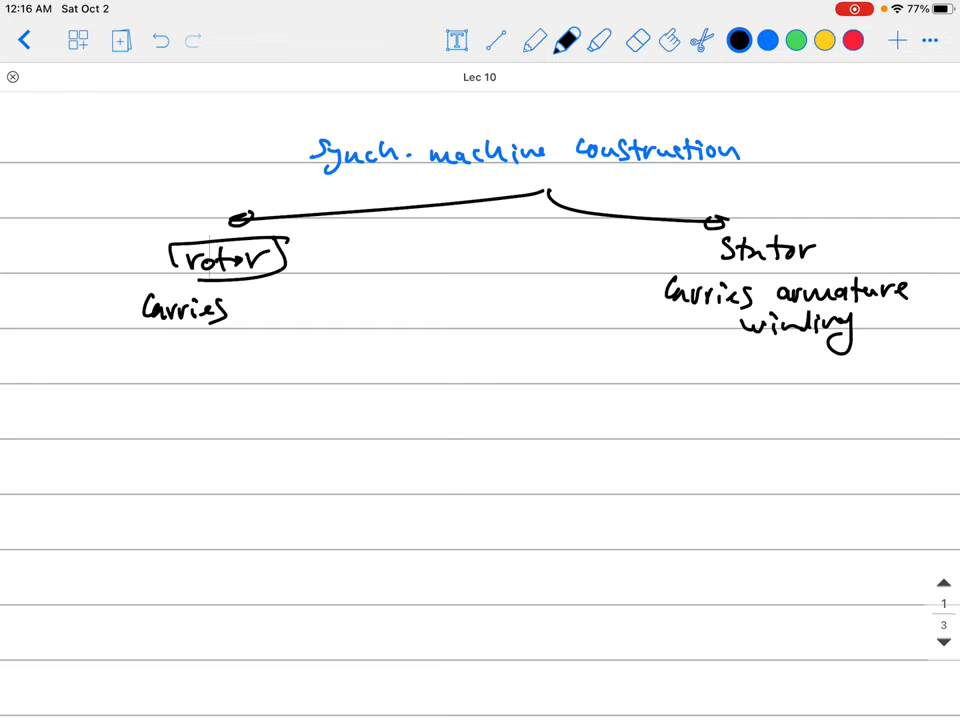 12:16 AM Sat Oct 2 77%
Lec 10
Synch. machine construction
rotor
Carries
Stator
Carries armature
winding
1
3